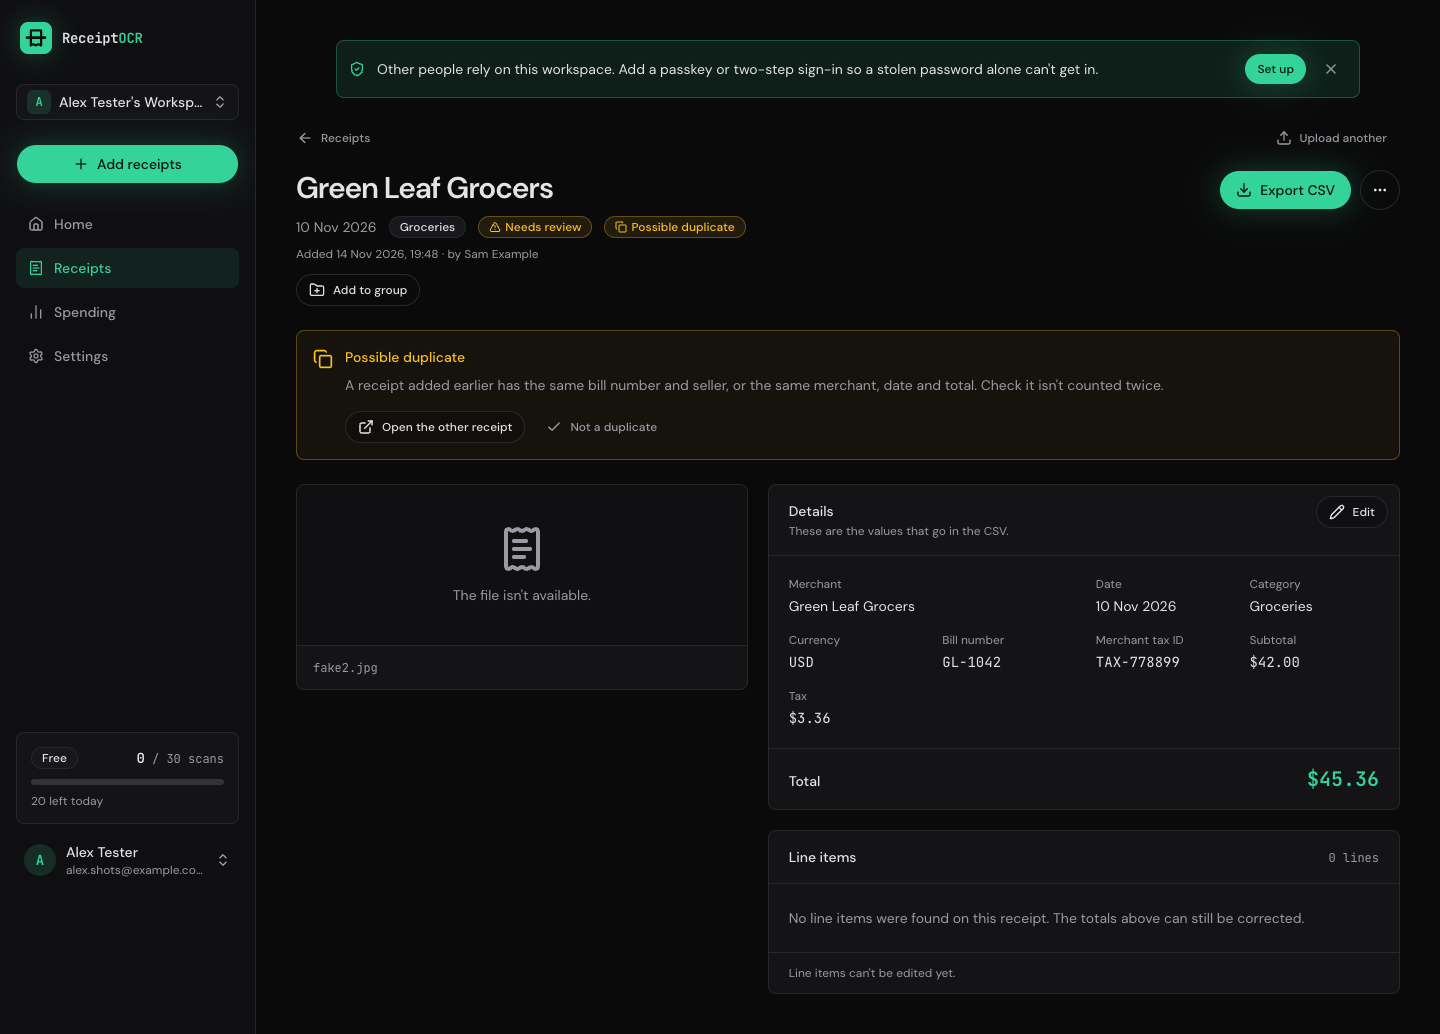 ReceiptOCR
A Alex Tester's Worksp...
Add receipts
Home
Receipts
Spending
Settings
Free 0 / 30 scans
20 left today
A Alex Tester
alex.shots@example.co...
Other people rely on this workspace. Add a passkey or two-step sign-in so a stolen password alone can't get in. Set up
Receipts Upload another
Green Leaf Grocers Export CSV
10 Nov 2026 Groceries Needs review Possible duplicate
Added 14 Nov 2026, 19:48 · by Sam Example
Add to group
Possible duplicate
A receipt added earlier has the same bill number and seller, or the same merchant, date and total. Check it isn't counted twice.
Open the other receipt Not a duplicate
The file isn't available.
fake2.jpg
Details Edit
These are the values that go in the CSV.
Merchant Date Category
Green Leaf Grocers 10 Nov 2026 Groceries
Currency Bill number Merchant tax ID Subtotal
USD GL-1042 TAX-778899 $42.00
Tax
$3.36
Total $45.36
Line items 0 lines
No line items were found on this receipt. The totals above can still be corrected.
Line items can't be edited yet.